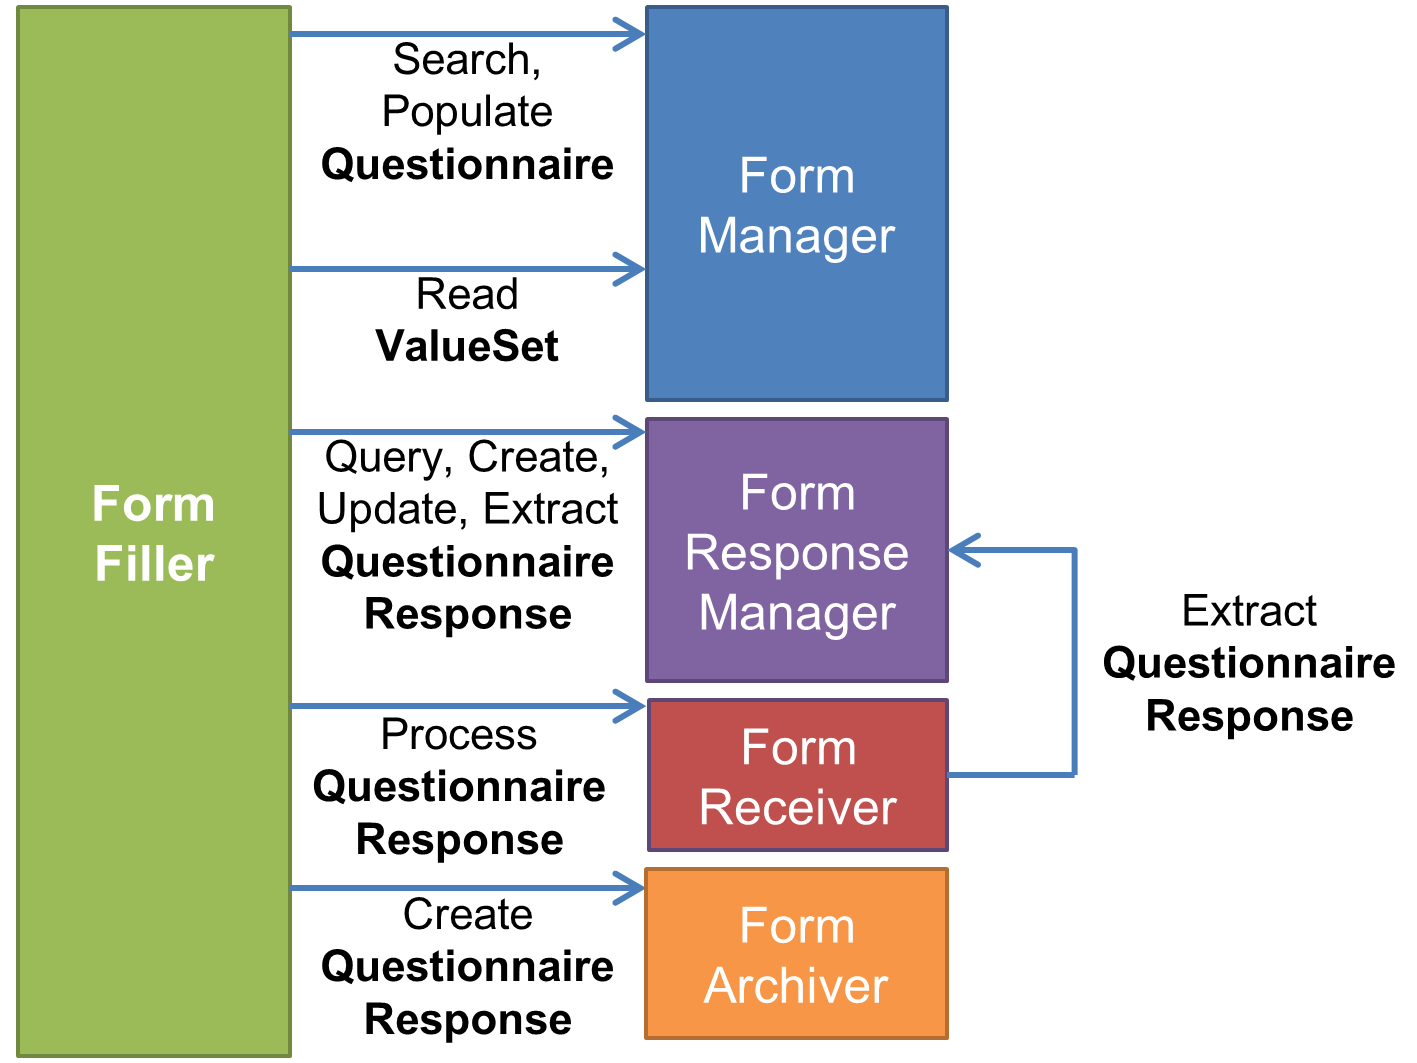 Form
Filler
Search,
Populate
Questionnaire
Read
ValueSet
Form
Manager
Query, Create,
Update, Extract
Questionnaire
Response
Form
Response
Manager
Extract
Questionnaire
Response
Process
Questionnaire
Response
Form
Receiver
Create
Questionnaire
Response
Form
Archiver